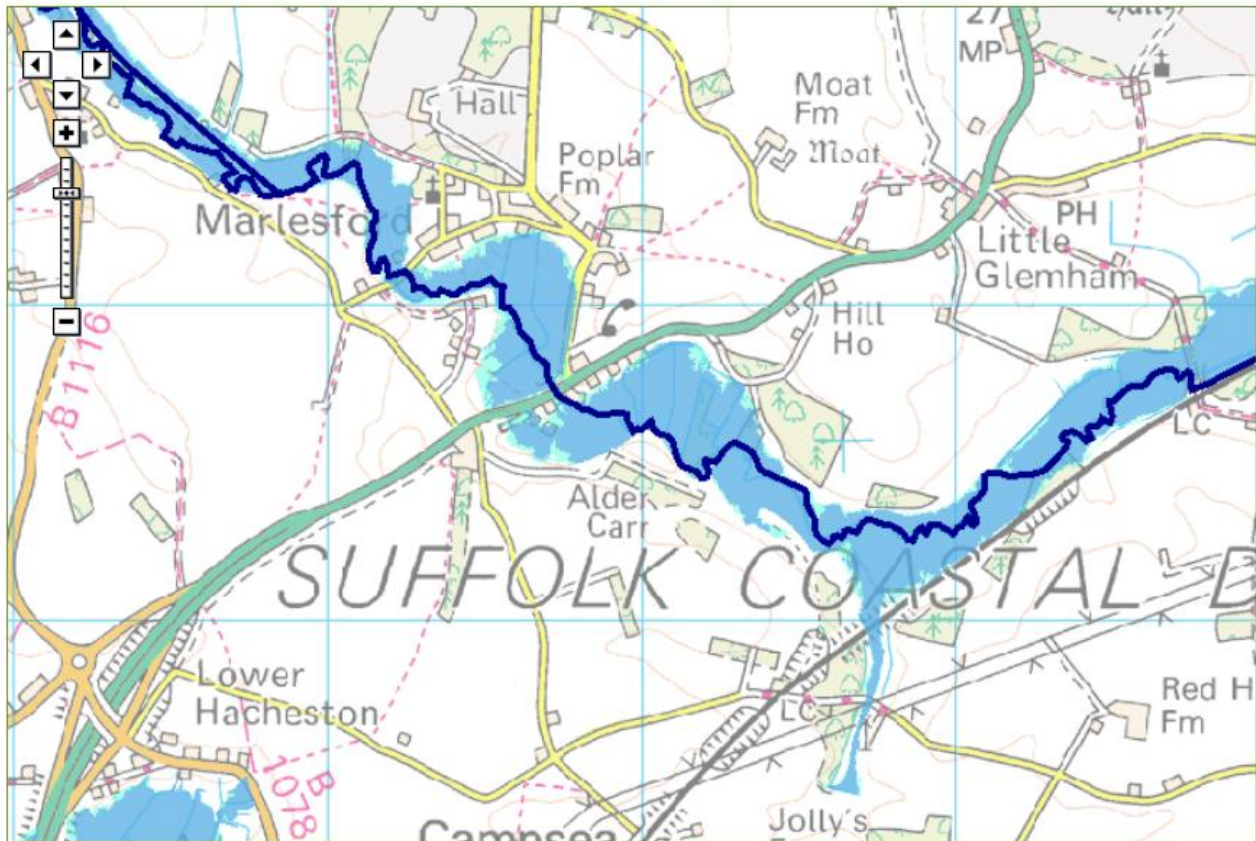 27
MP
Hall
Moat
Fm
Moat
Poplar
Fm
Marlesford
PH
Little
Glemham
Hill
Ho
B1116
LC
Alder
Carr
SUFFOLK COASTAL D
Lower
Hacheston
LC
Red H
Fm
B
1078
Campsea
Jolly's